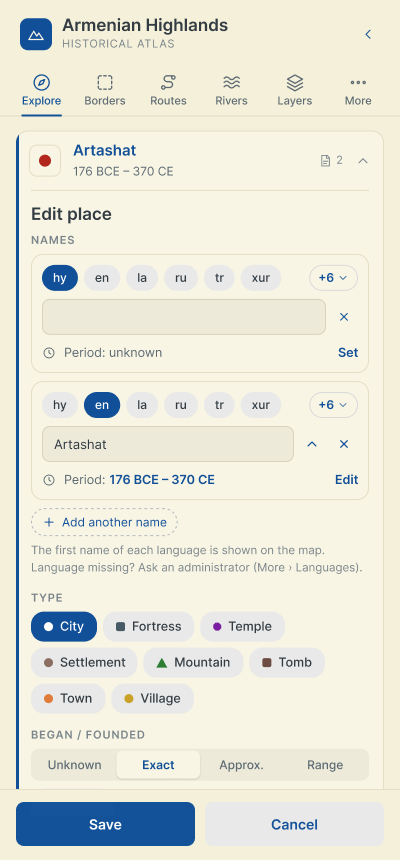 Armenian Highlands
HISTORICAL ATLAS
Explore Borders Routes Rivers Layers More
Artashat
176 BCE – 370 CE
2
Edit place
NAMES
hy en la ru tr xur +6
Period: unknown Set
hy en la ru tr xur +6
Artashat
Period: 176 BCE – 370 CE Edit
+ Add another name
The first name of each language is shown on the map.
Language missing? Ask an administrator (More › Languages).
TYPE
City Fortress Temple
Settlement Mountain Tomb
Town Village
BEGAN / FOUNDED
Unknown Exact Approx. Range
Save Cancel